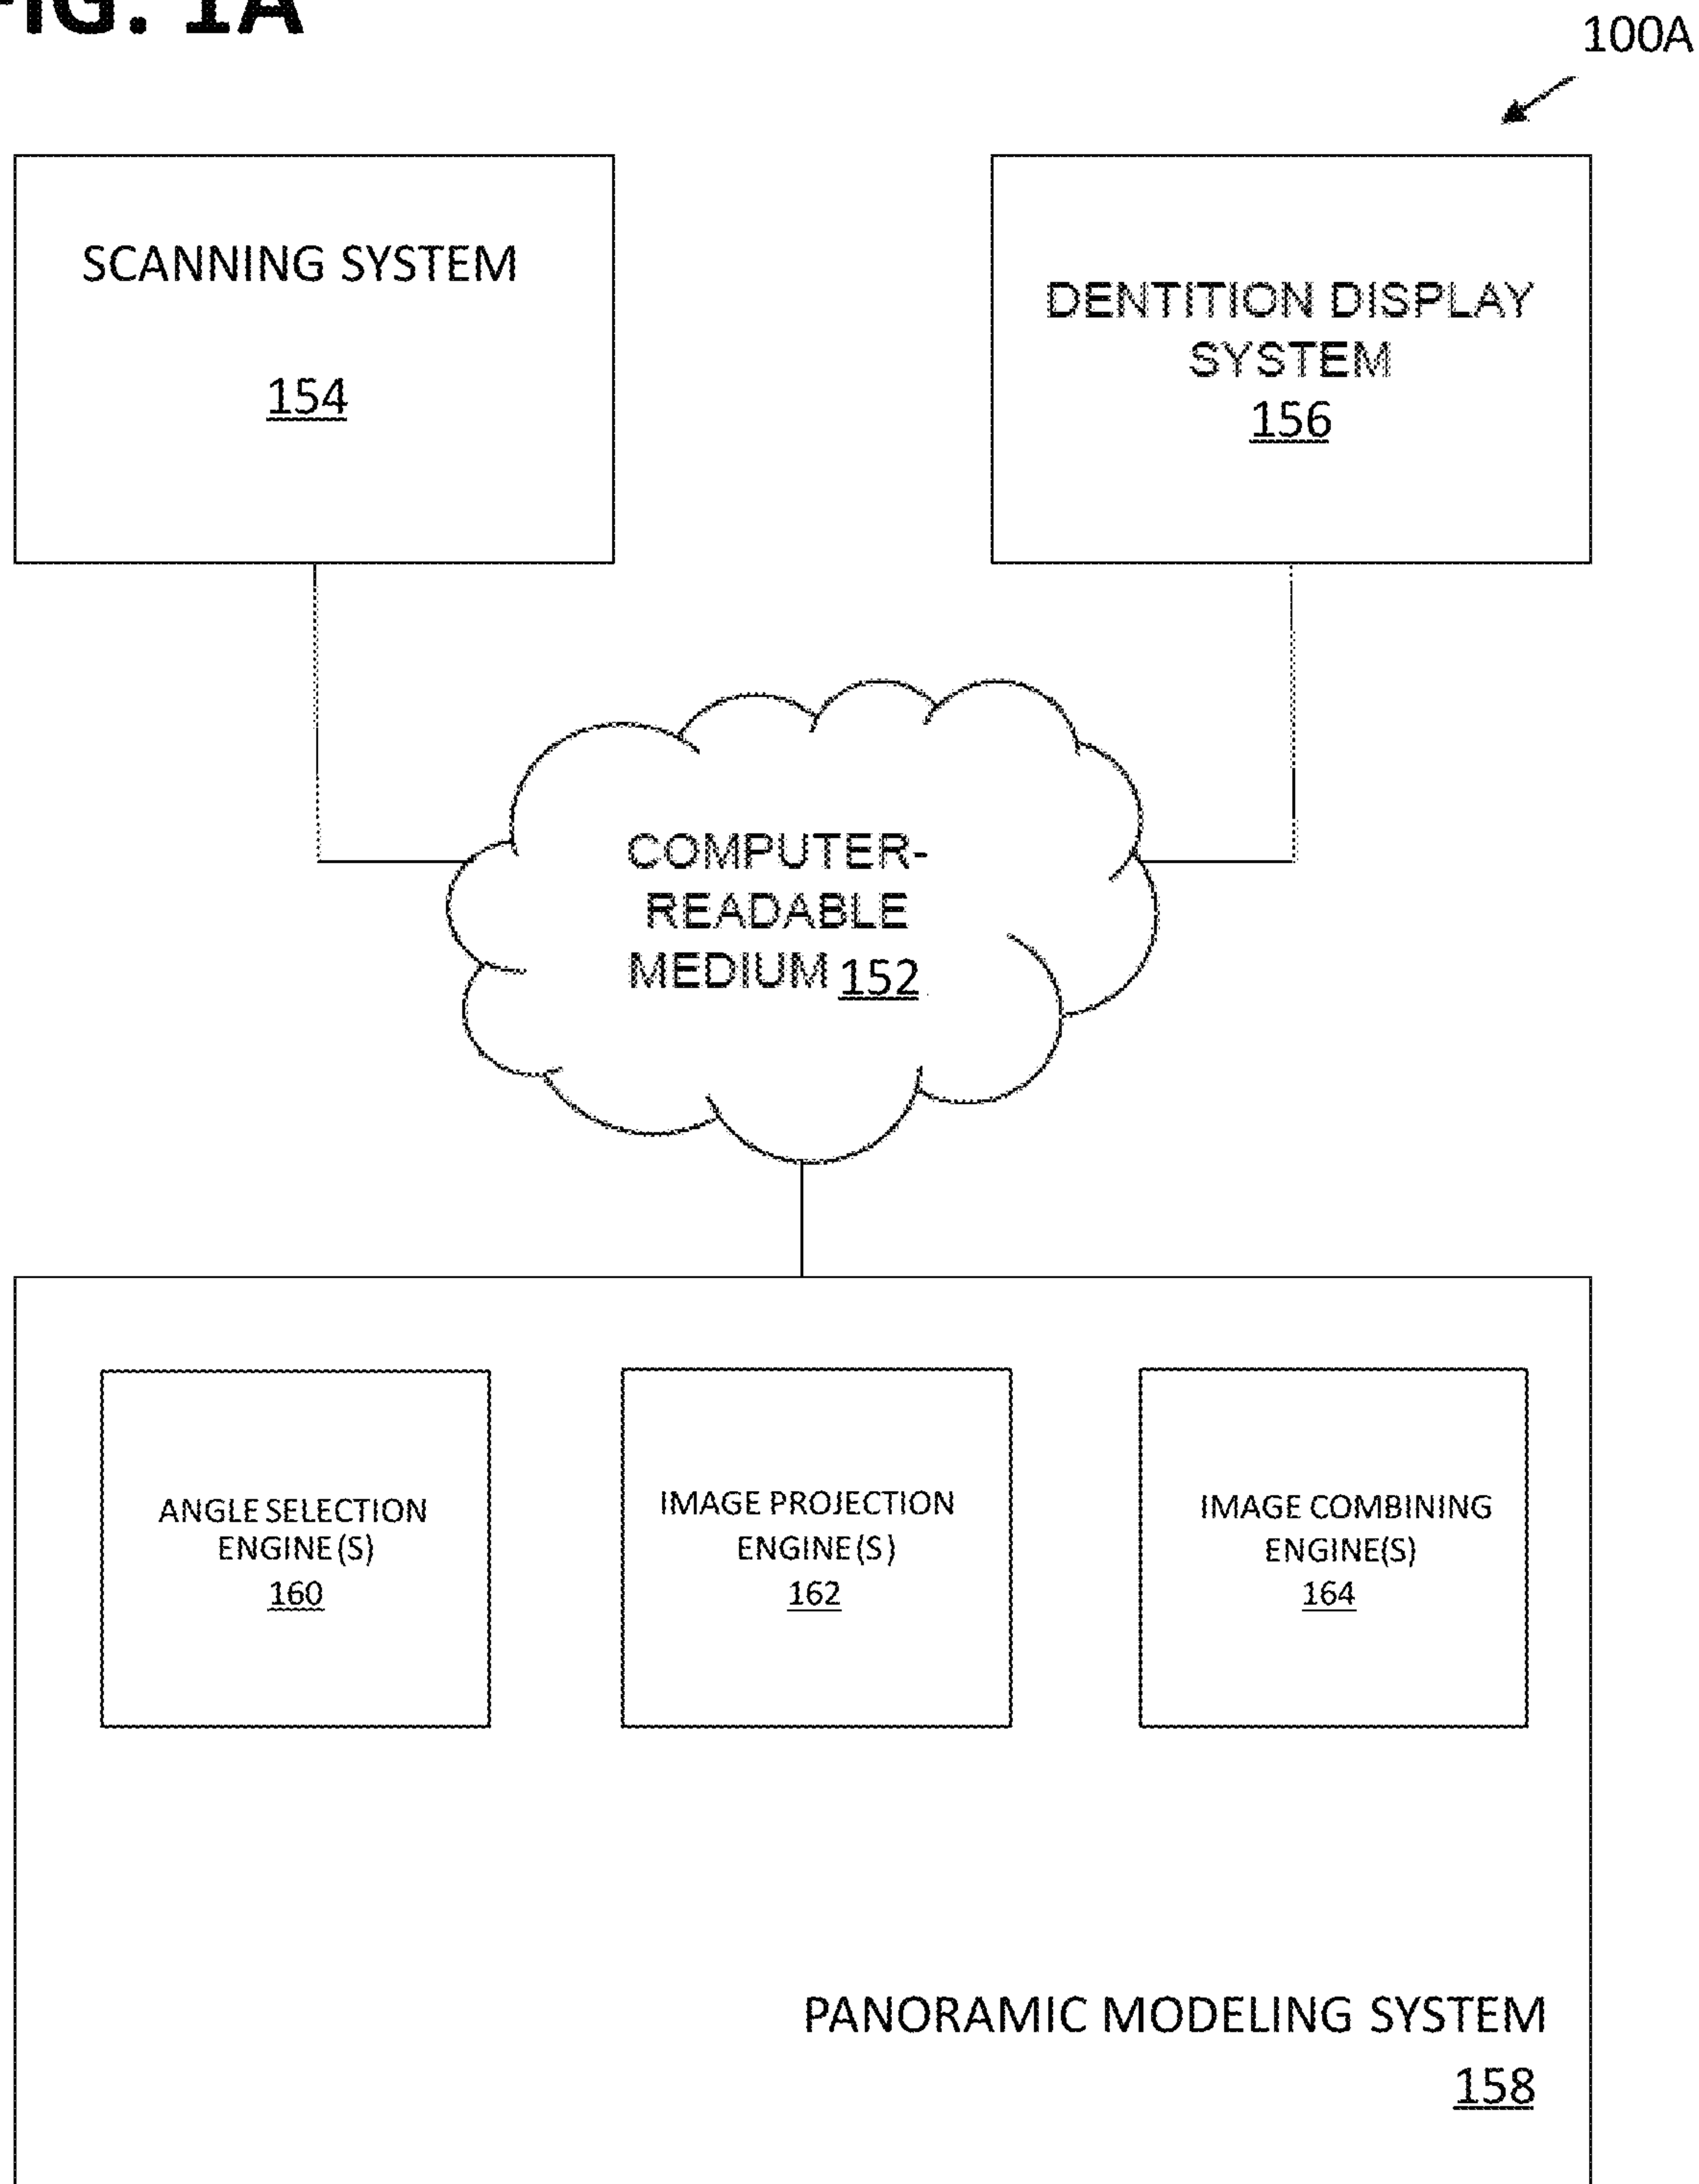 FIG. 1A
100A
SCANNING SYSTEM
154
DENTITION DISPLAY
SYSTEM
156
COMPUTER-
READABLE
MEDIUM 152
ANGLE SELECTION
ENGINE(S)
160
IMAGE PROJECTION
ENGINE(S)
162
IMAGE COMBINING
ENGINE(S)
164
PANORAMIC MODELING SYSTEM
158